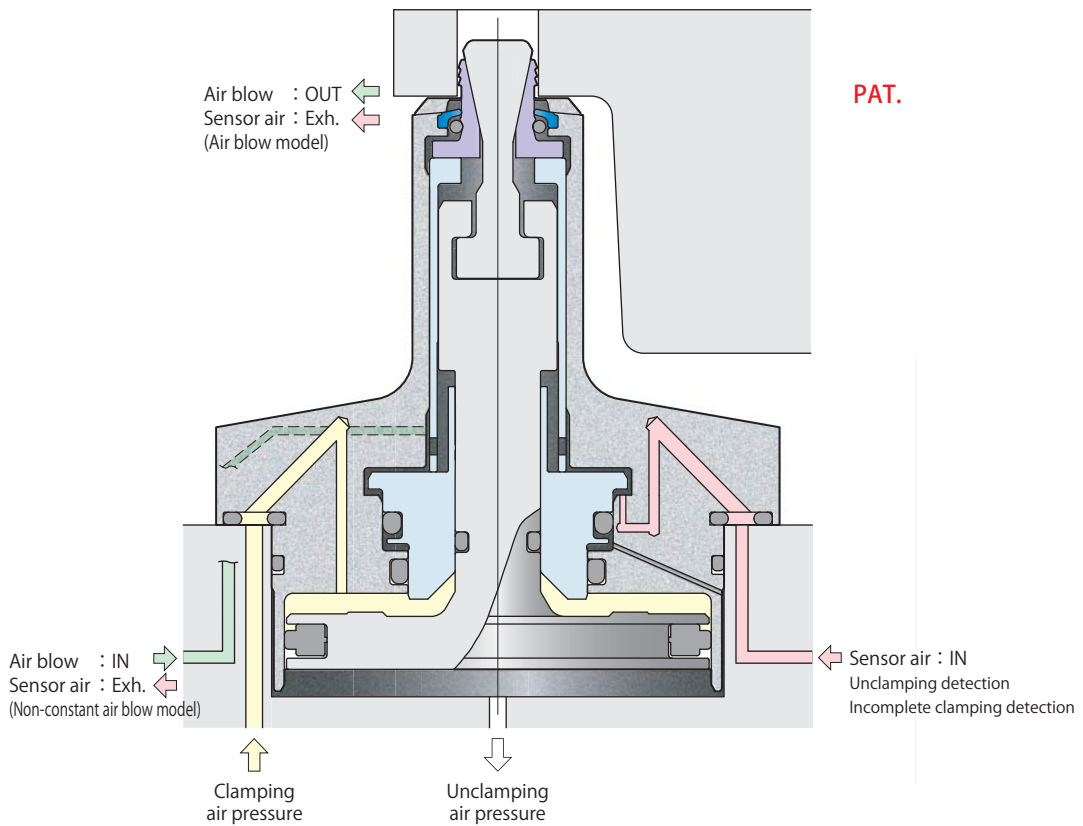 PAT.
Air blow : OUT
Sensor air : Exh.
(Air blow model)
Air blow : IN
Sensor air : Exh.
(Non-constant air blow model)
Sensor air : IN
Unclamping detection
Incomplete clamping detection
Clamping
air pressure
Unclamping
air pressure